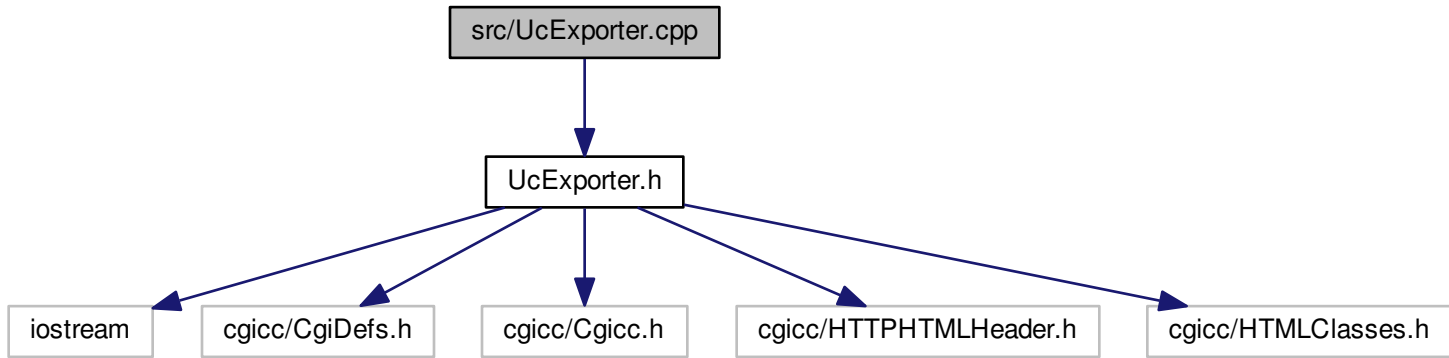 src/UcExporter.cpp
UcExporter.h
iostream
cgicc/CgiDefs.h
cgicc/Cgicc.h
cgicc/HTTPHTMLHeader.h
cgicc/HTMLClasses.h